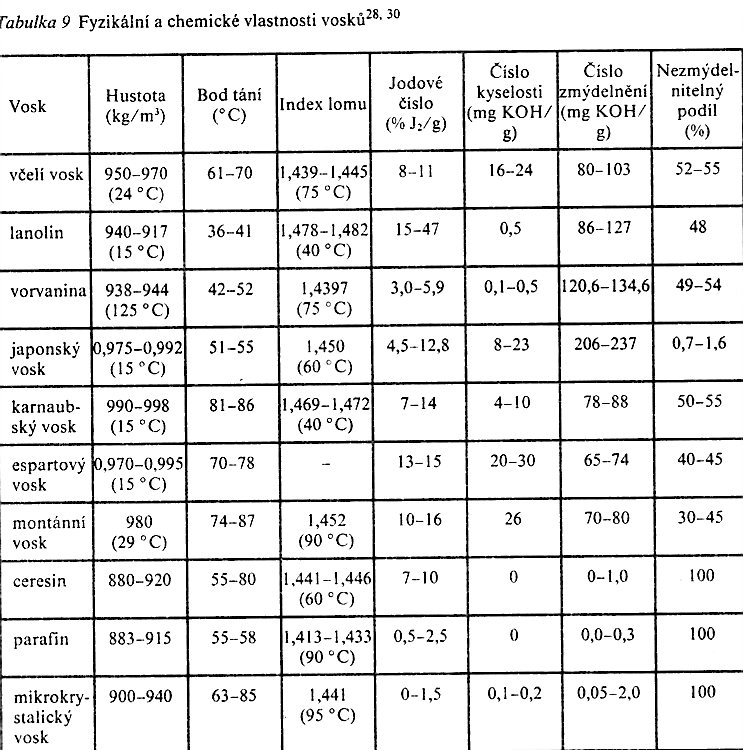 Tabulka 9 Fyzikální a chemické vlastnosti vosků28, 30
Vosk | Hustota (kg/m³) | Bod tání (°C) | Index lomu | Jodové číslo (% J₂/g) | Číslo kyselosti (mg KOH/g) | Číslo zmýdelnění (mg KOH/g) | Nezmýdel-nitelný podíl (%)
včelí vosk | 950–970 (24 °C) | 61–70 | 1,439–1,445 (75 °C) | 8–11 | 16–24 | 80–103 | 52–55
lanolin | 940–917 (15 °C) | 36–41 | 1,478–1,482 (40 °C) | 15–47 | 0,5 | 86–127 | 48
vorvanina | 938–944 (125 °C) | 42–52 | 1,4397 (75 °C) | 3,0–5,9 | 0,1–0,5 | 120,6–134,6 | 49–54
japonský vosk | 0,975–0,992 (15 °C) | 51–55 | 1,450 (60 °C) | 4,5–12,8 | 8–23 | 206–237 | 0,7–1,6
karnaub-ský vosk | 990–998 (15 °C) | 81–86 | 1,469–1,472 (40 °C) | 7–14 | 4–10 | 78–88 | 50–55
espartový vosk | 0,970–0,995 (15 °C) | 70–78 | – | 13–15 | 20–30 | 65–74 | 40–45
montánní vosk | 980 (29 °C) | 74–87 | 1,452 (90 °C) | 10–16 | 26 | 70–80 | 30–45
ceresin | 880–920 | 55–80 | 1,441–1,446 (60 °C) | 7–10 | 0 | 0–1,0 | 100
parafin | 883–915 | 55–58 | 1,413–1,433 (90 °C) | 0,5–2,5 | 0 | 0,0–0,3 | 100
mikrokry-stalický vosk | 900–940 | 63–85 | 1,441 (95 °C) | 0–1,5 | 0,1–0,2 | 0,05–2,0 | 100